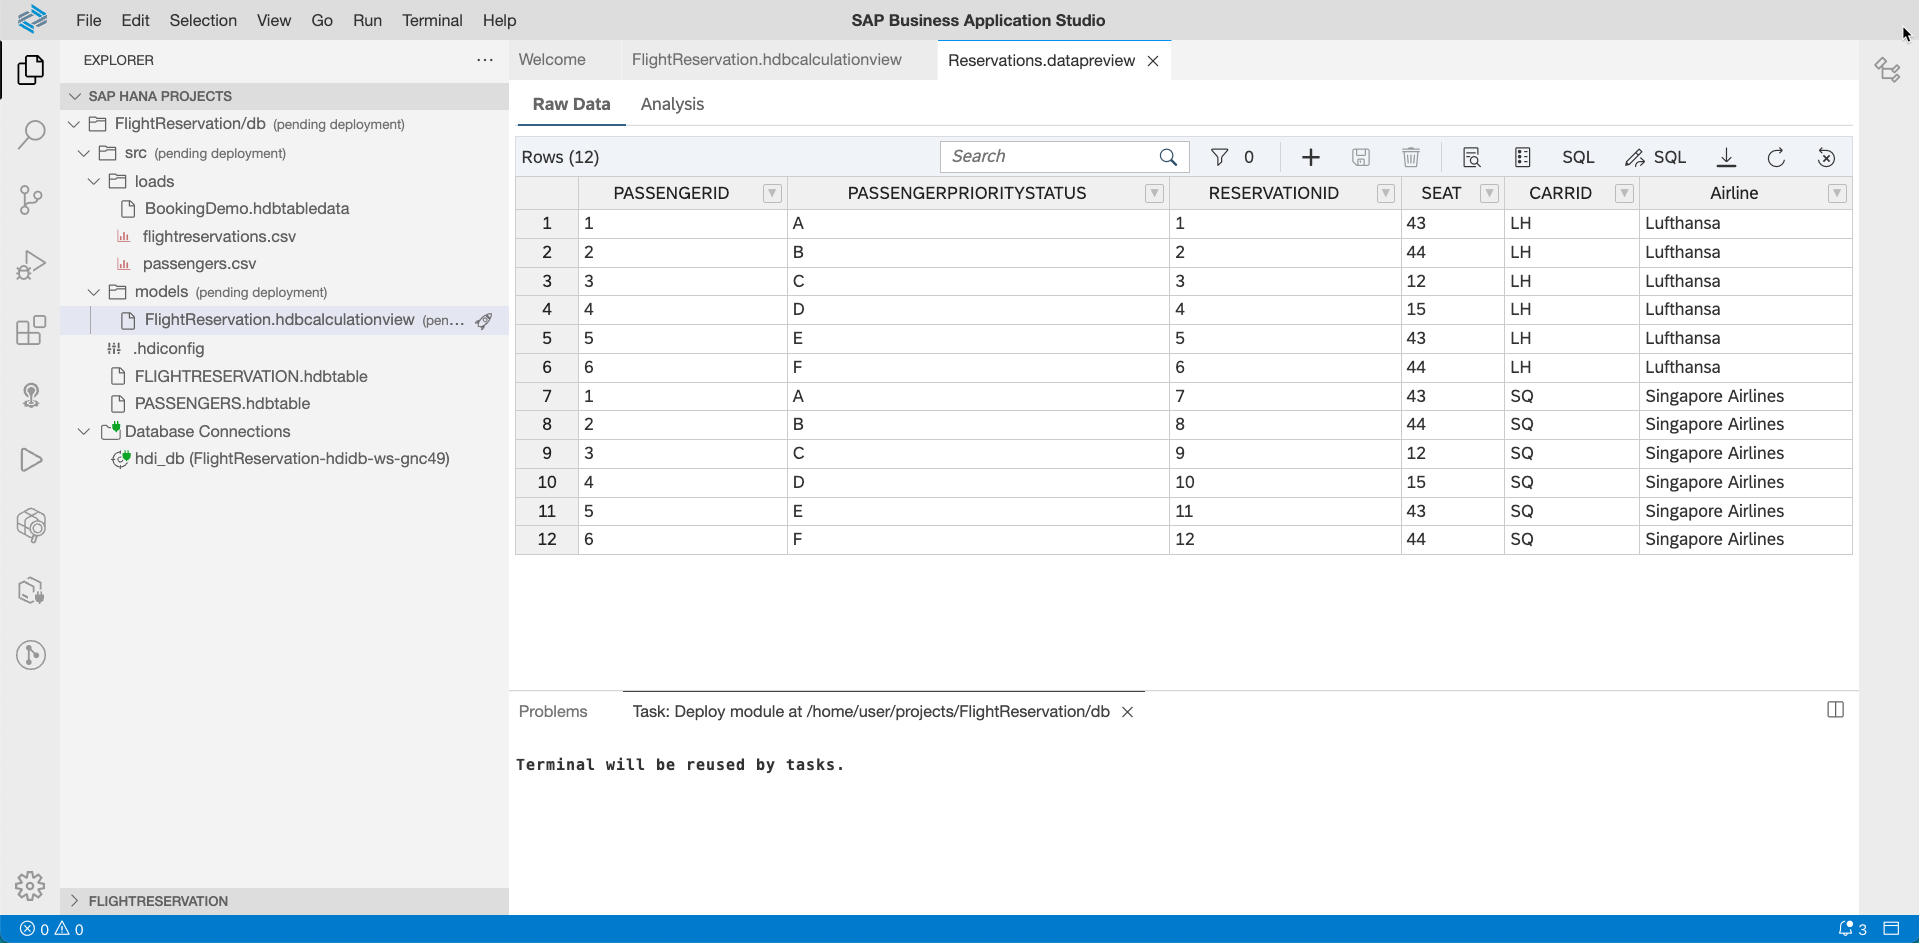 File Edit Selection View Go Run Terminal Help SAP Business Application Studio
EXPLORER ... Welcome FlightReservation.hdbcalculationview Reservations.datapreview
SAP HANA PROJECTS
FlightReservation/db (pending deployment)
src (pending deployment)
loads
BookingDemo.hdbtabledata
flightreservations.csv
passengers.csv
models (pending deployment)
FlightReservation.hdbcalculationview (pen...
.hdiconfig
FLIGHTRESERVATION.hdbtable
PASSENGERS.hdbtable
Database Connections
hdi_db (FlightReservation-hdidb-ws-gnc49)
FLIGHTRESERVATION
Raw Data Analysis
Rows (12) Search 0 SQL SQL
PASSENGERID PASSENGERPRIORITYSTATUS RESERVATIONID SEAT CARRID Airline
1 1 A 1 43 LH Lufthansa
2 2 B 2 44 LH Lufthansa
3 3 C 3 12 LH Lufthansa
4 4 D 4 15 LH Lufthansa
5 5 E 5 43 LH Lufthansa
6 6 F 6 44 LH Lufthansa
7 1 A 7 43 SQ Singapore Airlines
8 2 B 8 44 SQ Singapore Airlines
9 3 C 9 12 SQ Singapore Airlines
10 4 D 10 15 SQ Singapore Airlines
11 5 E 11 43 SQ Singapore Airlines
12 6 F 12 44 SQ Singapore Airlines
Problems Task: Deploy module at /home/user/projects/FlightReservation/db
Terminal will be reused by tasks.
0 0 3